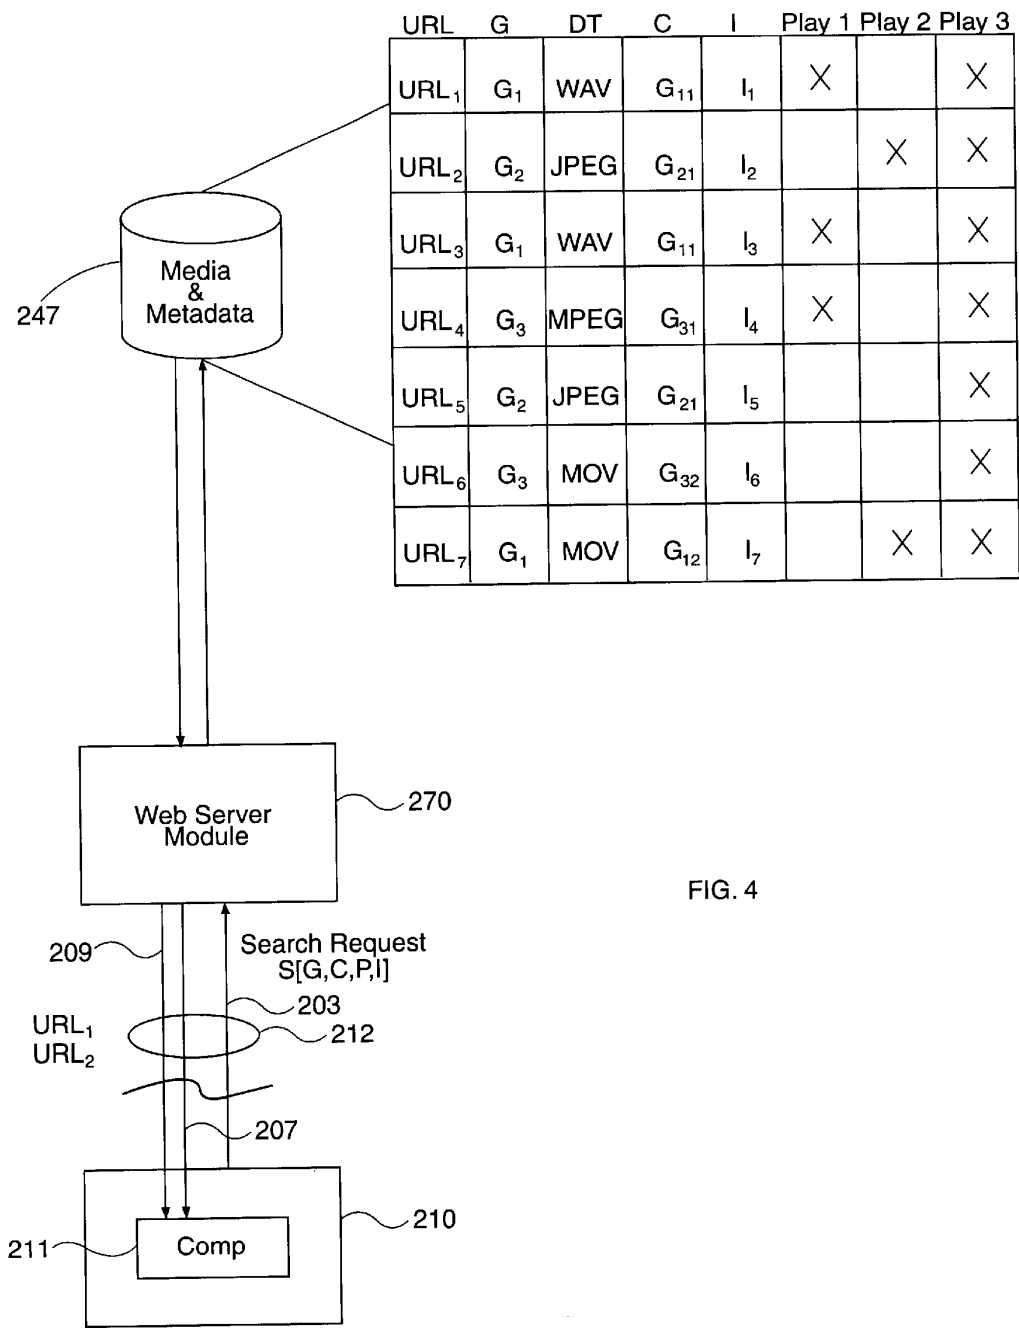 URL G DT C I Play 1 Play 2 Play 3
URL₁ G₁ WAV G₁₁ I₁ X X
URL₂ G₂ JPEG G₂₁ I₂ X X
URL₃ G₁ WAV G₁₁ I₃ X X
URL₄ G₃ MPEG G₃₁ I₄ X X
URL₅ G₂ JPEG G₂₁ I₅ X
URL₆ G₃ MOV G₃₂ I₆ X
URL₇ G₁ MOV G₁₂ I₇ X X
Media
&
Metadata
247
Web Server
Module
270
FIG. 4
209
Search Request
S[G,C,P,I]
203
URL₁
URL₂
212
207
210
211
Comp